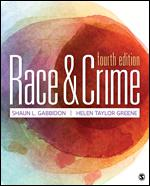 fourth edition
Race & Crime
SHAUN L. GABBIDON | HELEN TAYLOR GREENE
SAGE